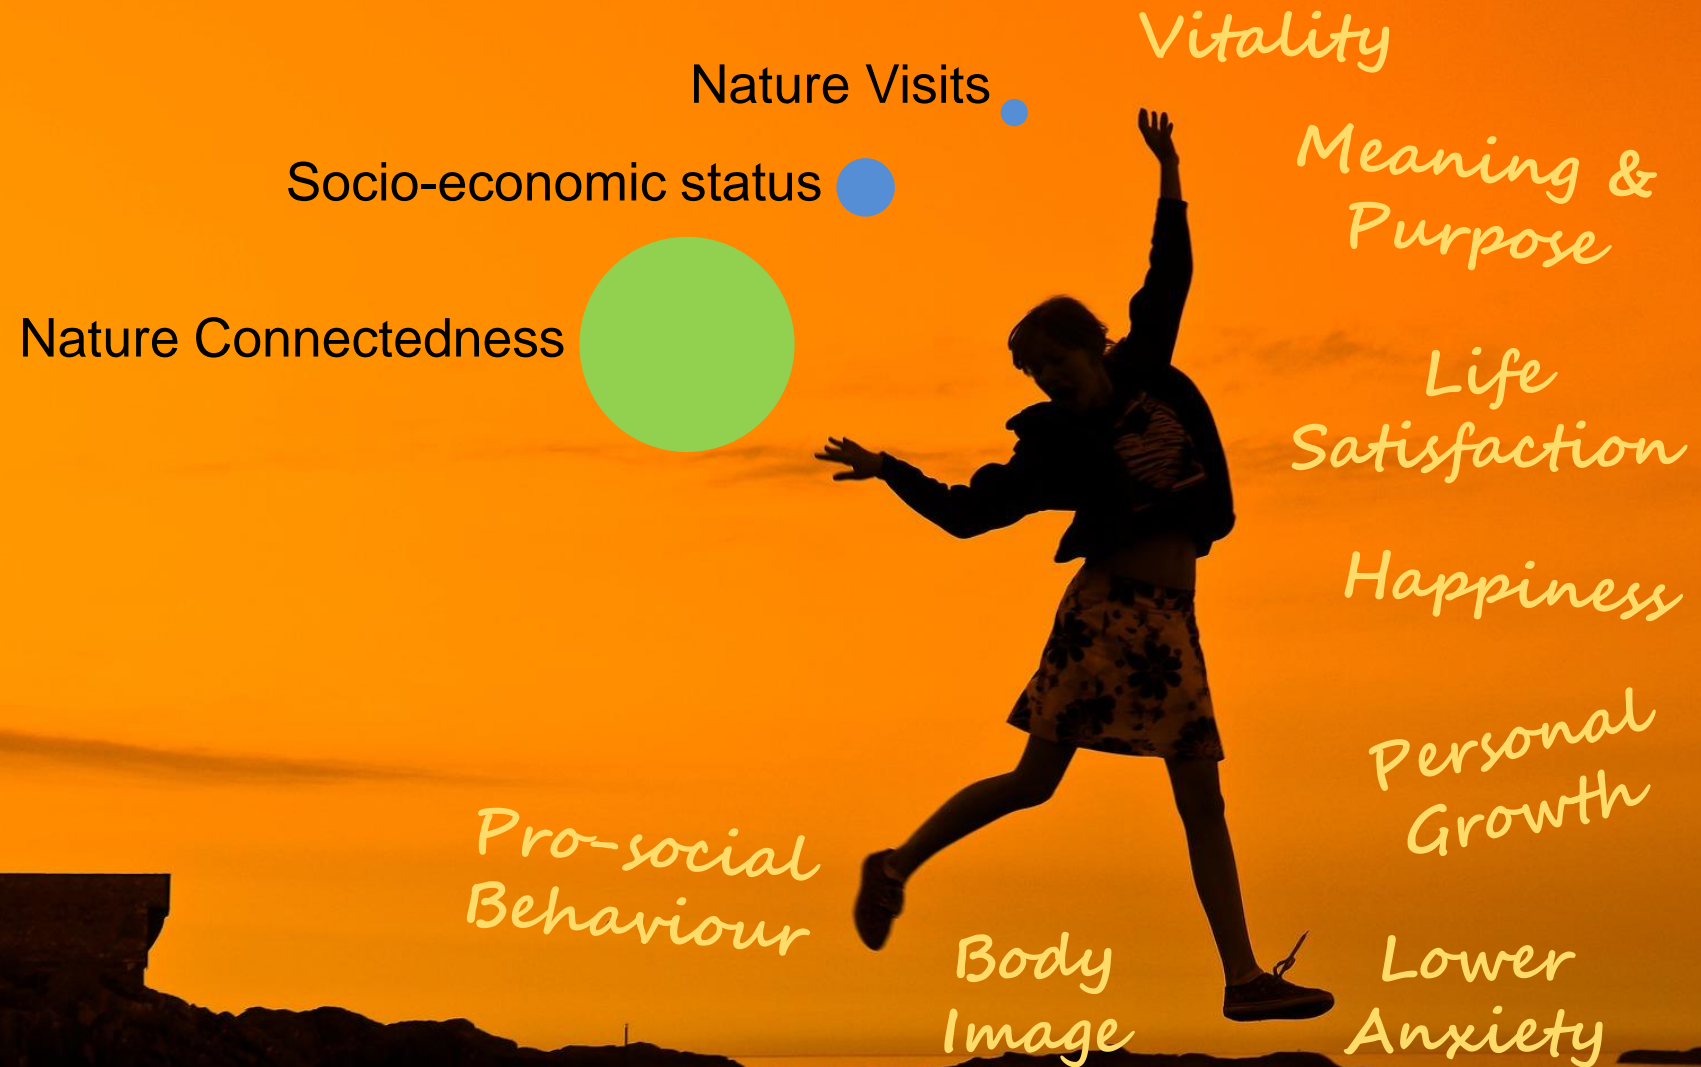 Vitality
Nature Visits
Meaning &
Purpose
Socio-economic status
Nature Connectedness
Life
Satisfaction
Happiness
Personal
Growth
Pro-social
Behaviour
Body
Image
Lower
Anxiety